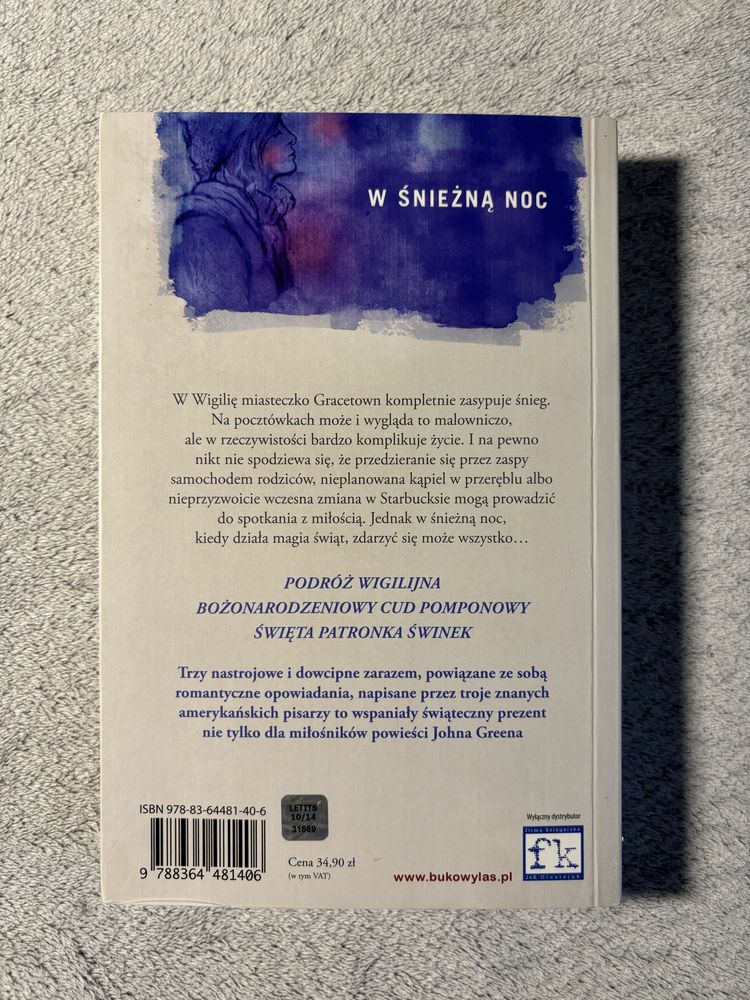 W ŚNIEŻNĄ NOC
W Wigilię miasteczko Gracetown kompletnie zasypuje śnieg.
Na pocztówkach może i wygląda to malowniczo,
ale w rzeczywistości bardzo komplikuje życie. I na pewno
nikt nie spodziewa się, że przedzieranie się przez zaspy
samochodem rodziców, nieplanowana kąpiel w przeręblu albo
nieprzyzwoicie wczesna zmiana w Starbucksie mogą prowadzić
do spotkania z miłością. Jednak w śnieżną noc,
kiedy działa magia świąt, zdarzyć się może wszystko…
PODRÓŻ WIGILIJNA
BOŻONARODZENIOWY CUD POMPONOWY
ŚWIĘTA PATRONKA ŚWINEK
Trzy nastrojowe i dowcipne zarazem, powiązane ze sobą
romantyczne opowiadania, napisane przez troje znanych
amerykańskich pisarzy to wspaniały świąteczny prezent
nie tylko dla miłośników powieści Johna Greena
ISBN 978-83-64481-40-6
9 788364 481406
LETITS
10/14
31669
Cena 34,90 zł
(w tym VAT)
www.bukowylas.pl
Wyłączny dystrybutor
firma księgarska
fk
J&K Olesiejuk